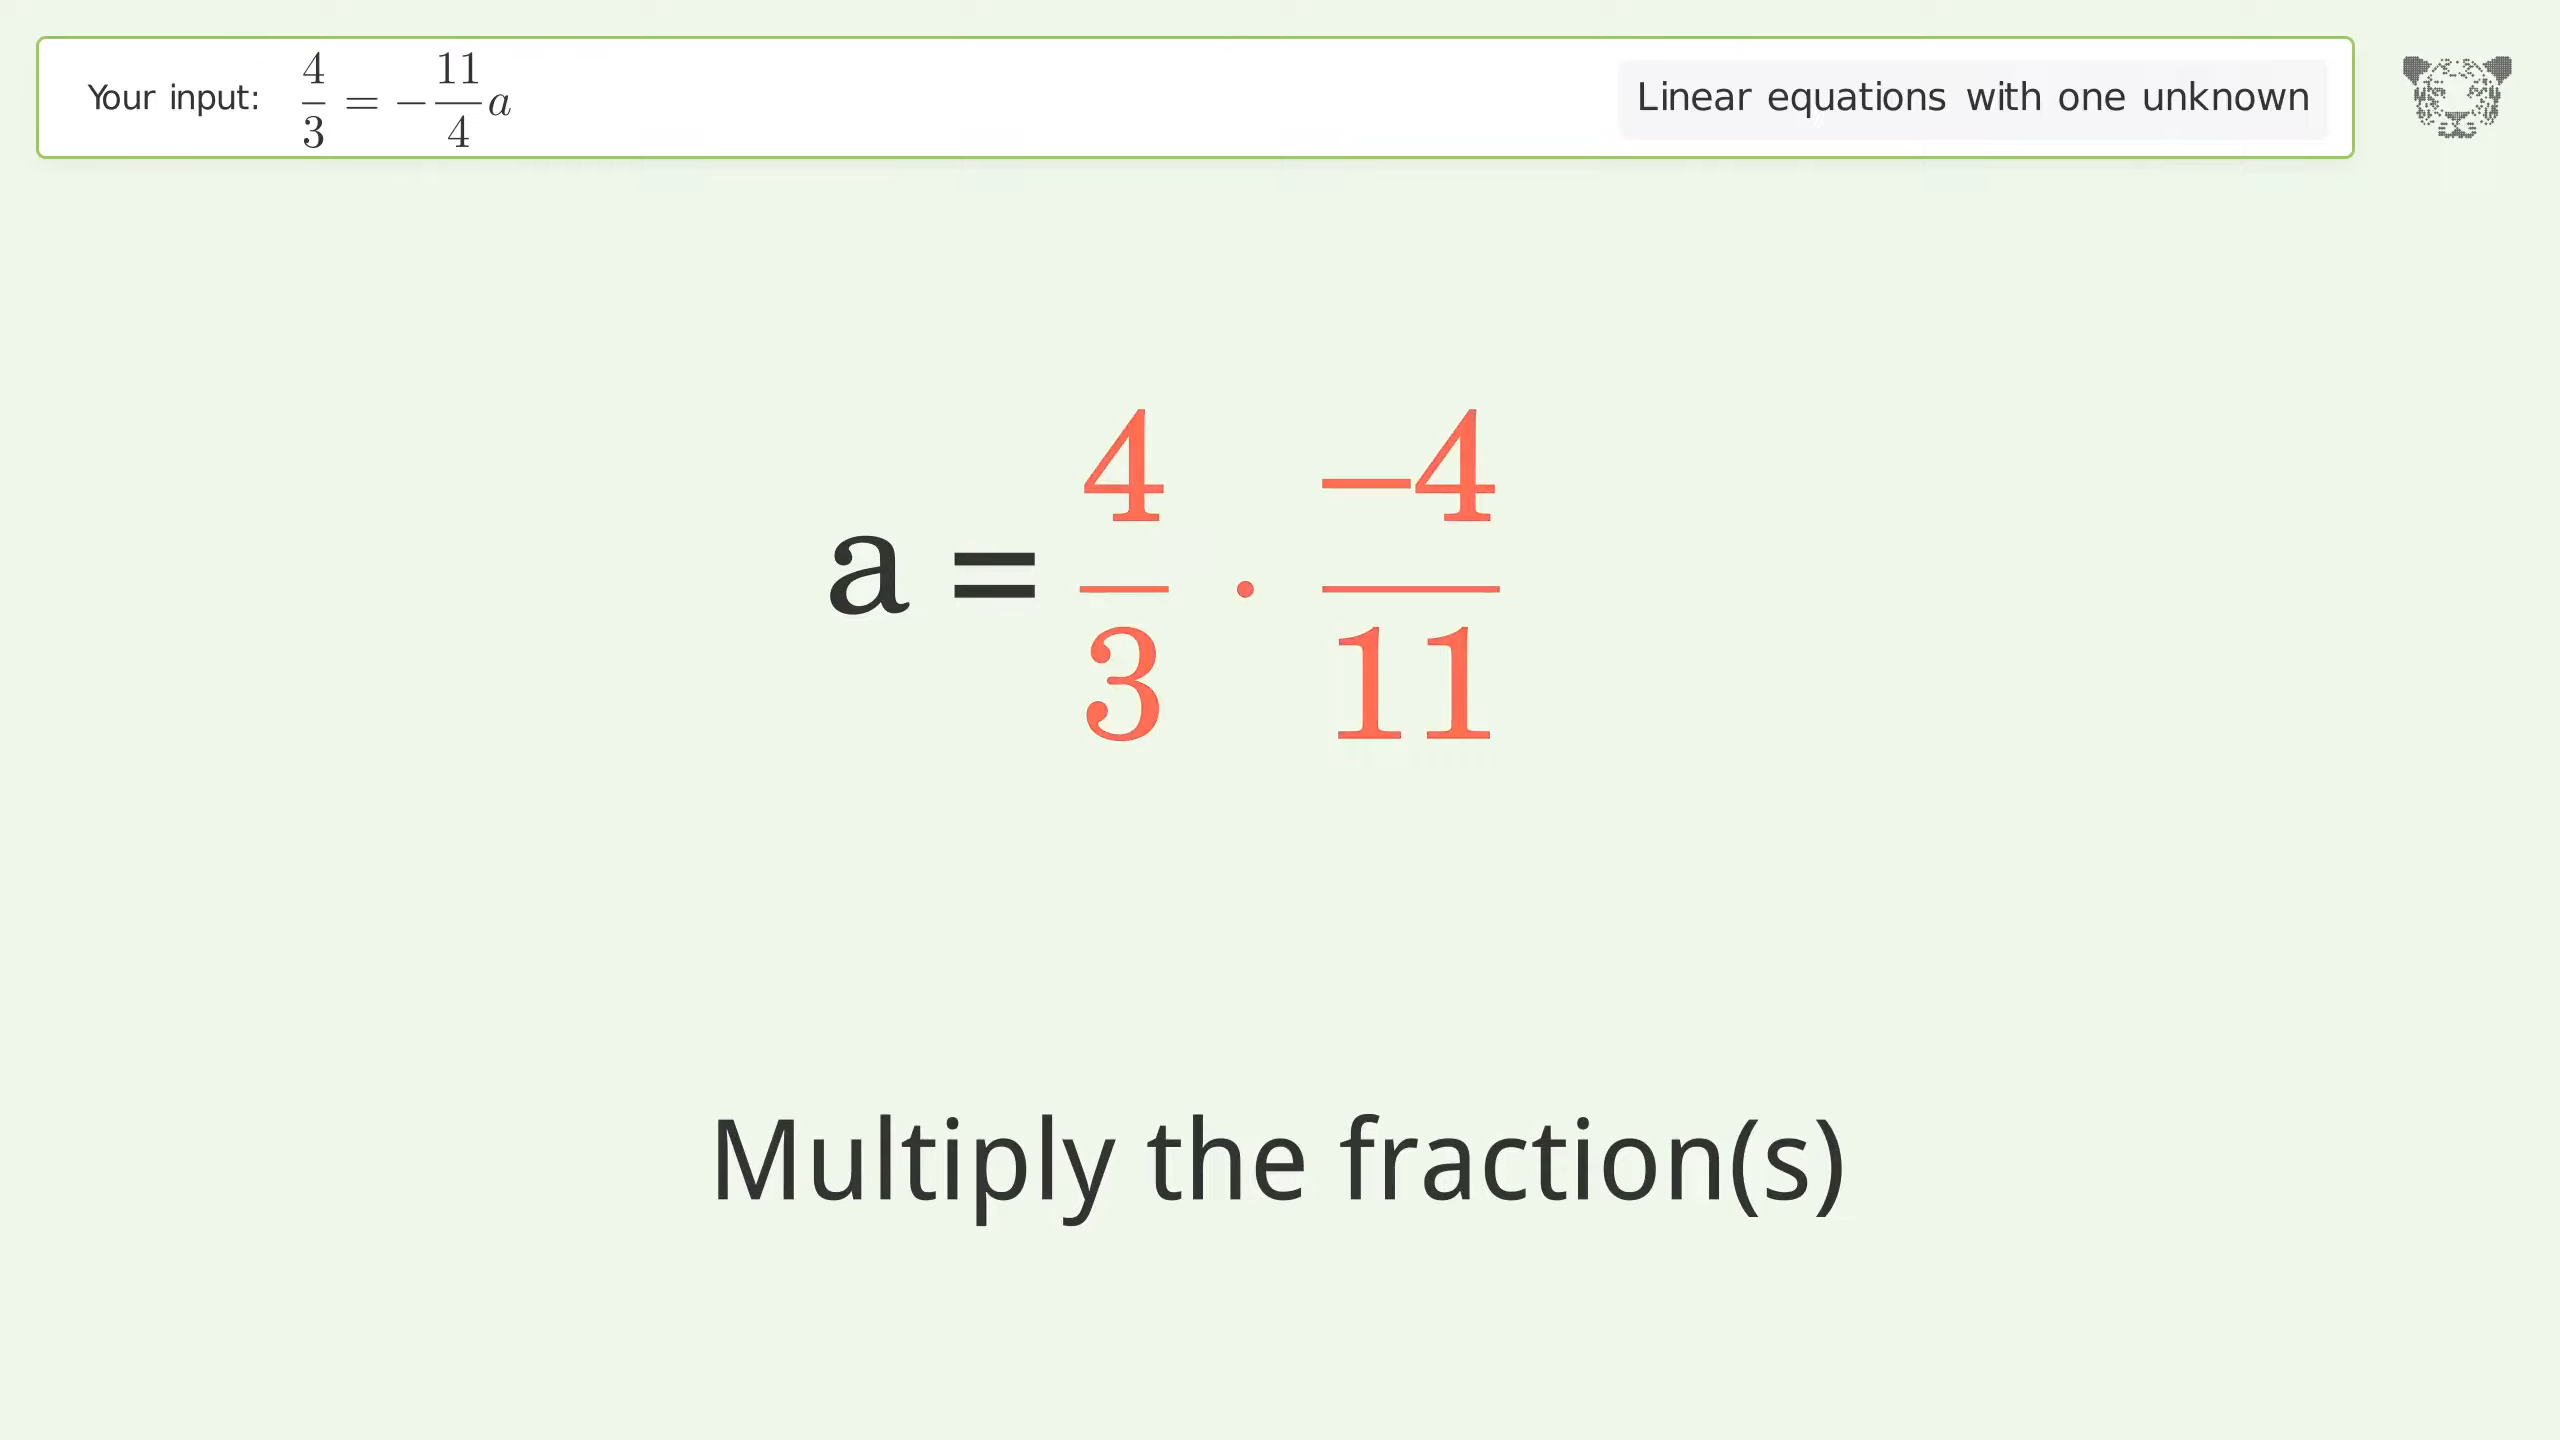 Your input: 4/3 = −11/4 a
Linear equations with one unknown
a = 4/3 · −4/11
Multiply the fraction(s)